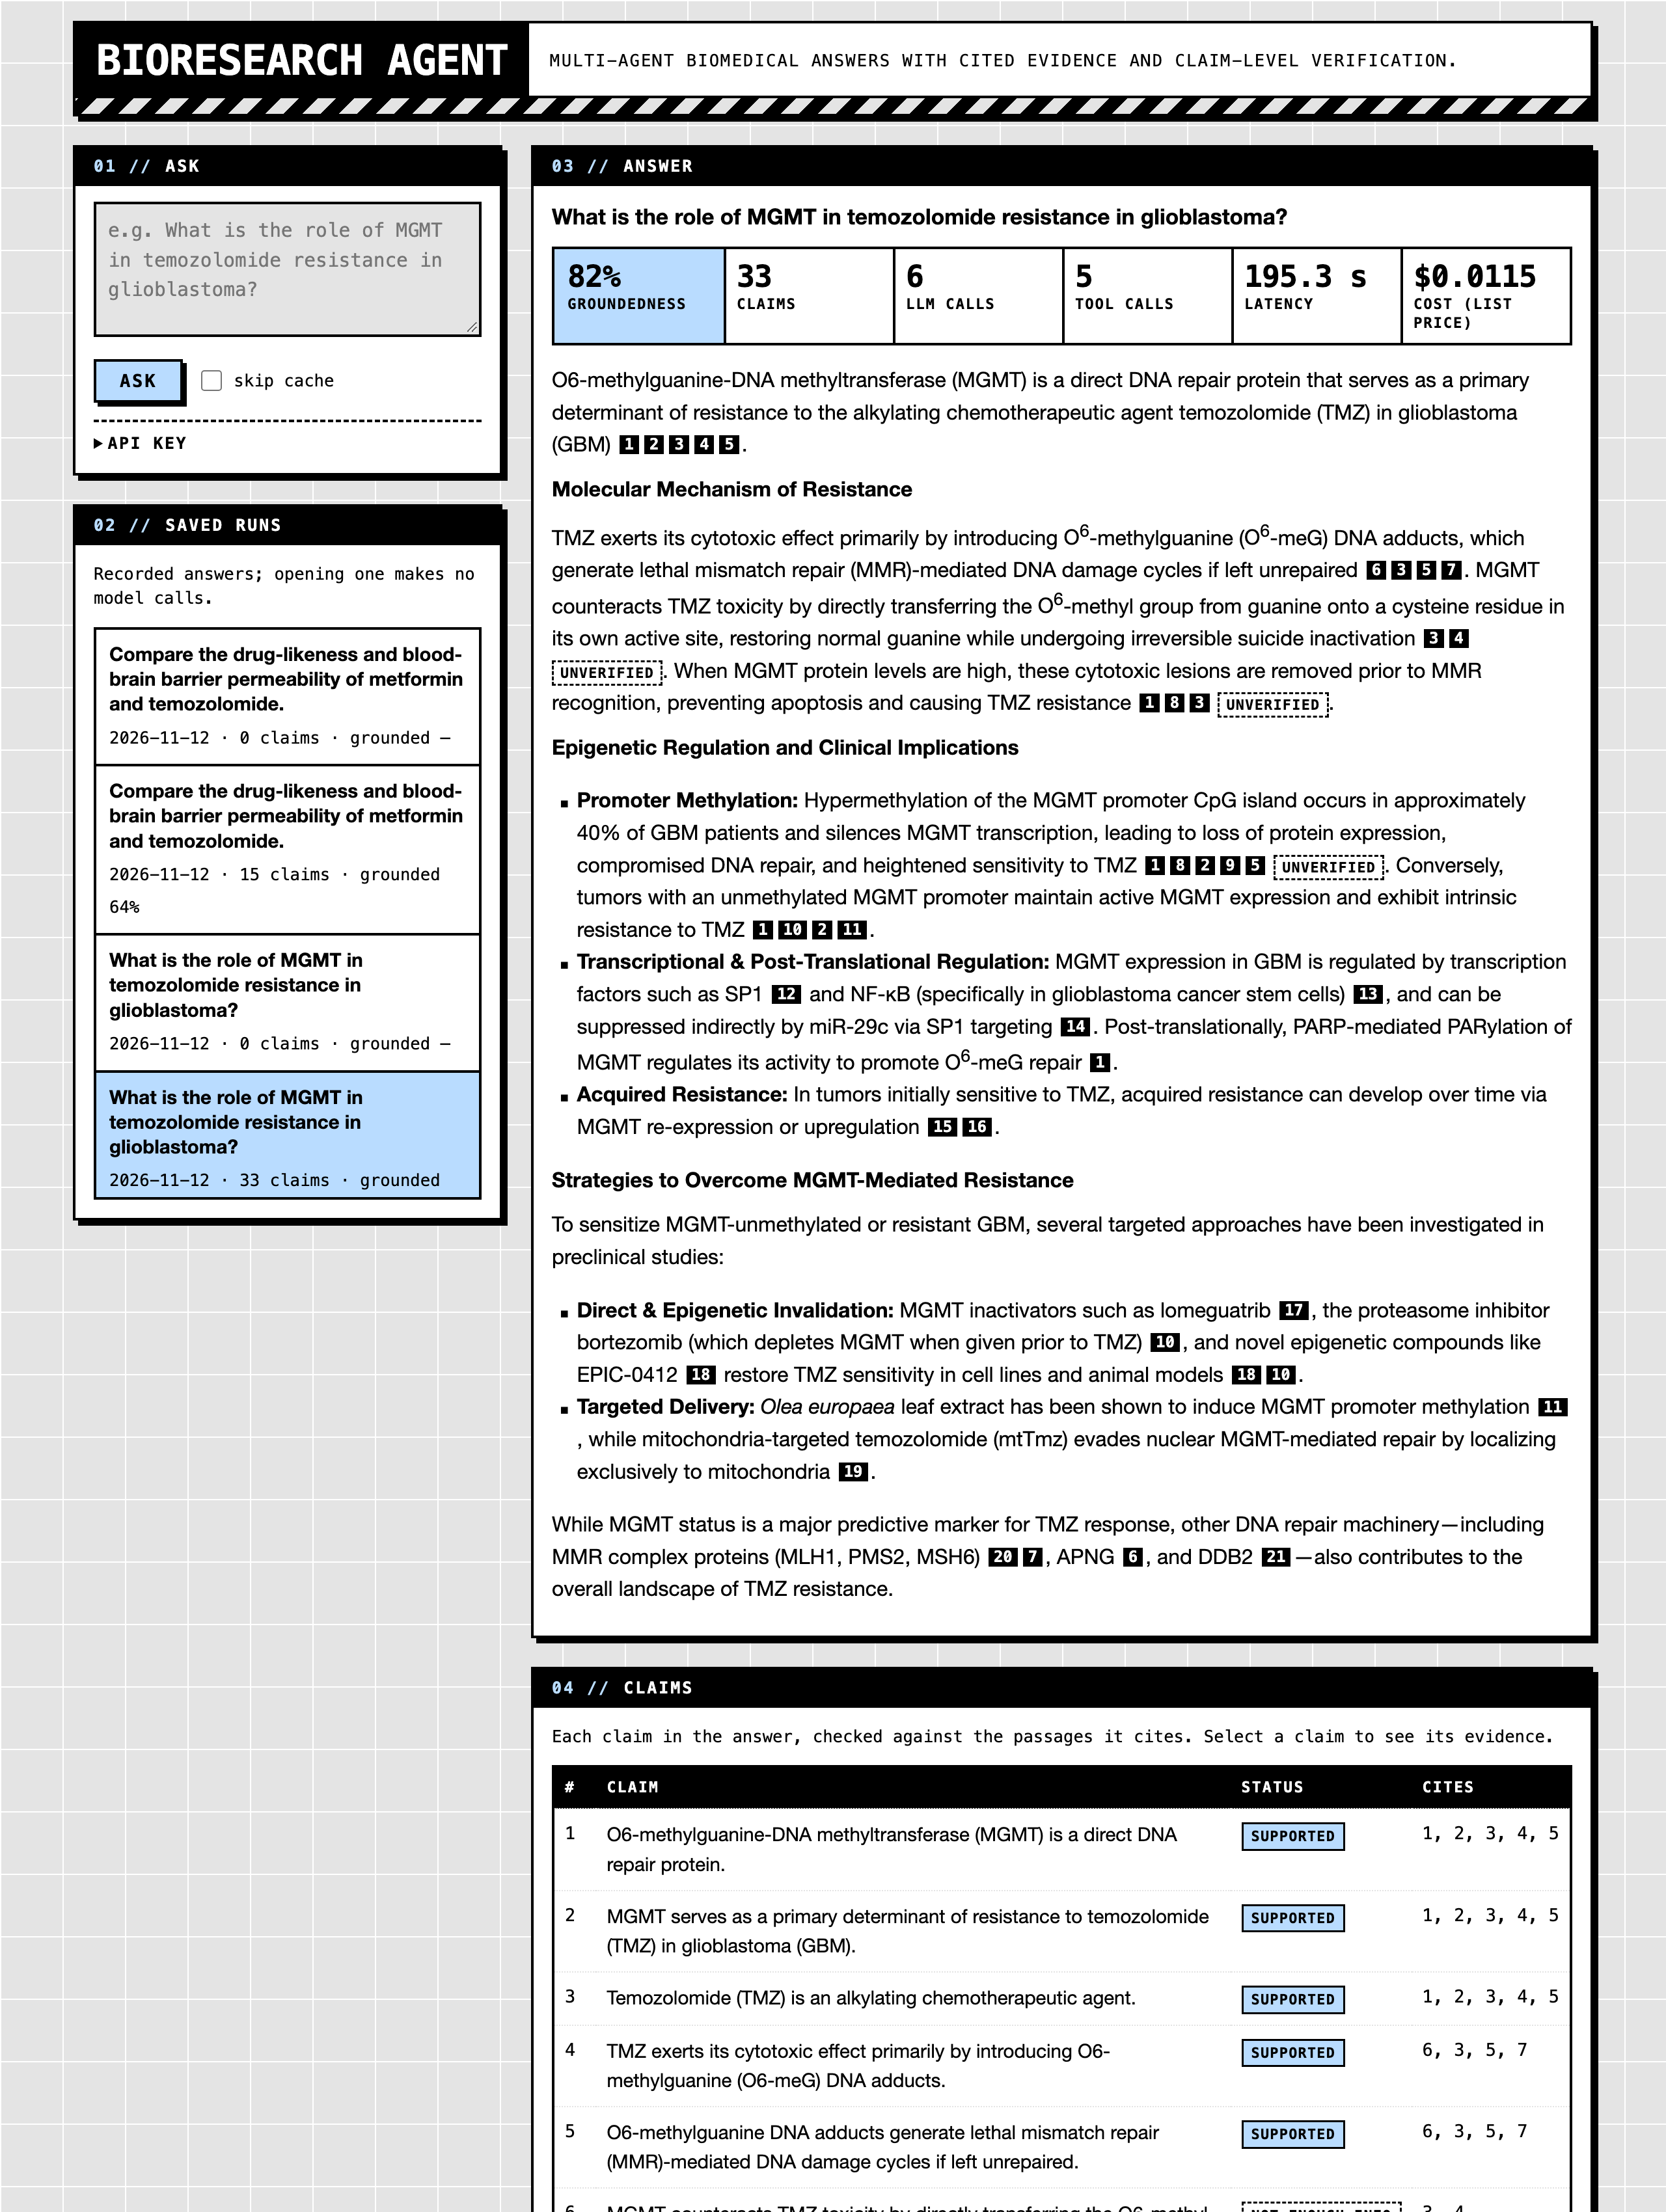 BIORESEARCH AGENT
MULTI-AGENT BIOMEDICAL ANSWERS WITH CITED EVIDENCE AND CLAIM-LEVEL VERIFICATION.
01 // ASK
e.g. What is the role of MGMT
in temozolomide resistance in
glioblastoma?
ASK
skip cache
API KEY
02 // SAVED RUNS
Recorded answers; opening one makes no
model calls.
Compare the drug-likeness and blood-
brain barrier permeability of metformin
and temozolomide.
2026-11-12 · 0 claims · grounded —
Compare the drug-likeness and blood-
brain barrier permeability of metformin
and temozolomide.
2026-11-12 · 15 claims · grounded
64%
What is the role of MGMT in
temozolomide resistance in
glioblastoma?
2026-11-12 · 0 claims · grounded —
What is the role of MGMT in
temozolomide resistance in
glioblastoma?
2026-11-12 · 33 claims · grounded
03 // ANSWER
What is the role of MGMT in temozolomide resistance in glioblastoma?
82%
GROUNDEDNESS
33
CLAIMS
6
LLM CALLS
5
TOOL CALLS
195.3 s
LATENCY
$0.0115
COST (LIST
PRICE)
O6-methylguanine-DNA methyltransferase (MGMT) is a direct DNA repair protein that serves as a primary
determinant of resistance to the alkylating chemotherapeutic agent temozolomide (TMZ) in glioblastoma
(GBM) 1 2 3 4 5.
Molecular Mechanism of Resistance
TMZ exerts its cytotoxic effect primarily by introducing O⁶-methylguanine (O⁶-meG) DNA adducts, which
generate lethal mismatch repair (MMR)-mediated DNA damage cycles if left unrepaired 6 3 5 7. MGMT
counteracts TMZ toxicity by directly transferring the O⁶-methyl group from guanine onto a cysteine residue in
its own active site, restoring normal guanine while undergoing irreversible suicide inactivation 3 4
UNVERIFIED. When MGMT protein levels are high, these cytotoxic lesions are removed prior to MMR
recognition, preventing apoptosis and causing TMZ resistance 1 8 3 UNVERIFIED.
Epigenetic Regulation and Clinical Implications
▪ Promoter Methylation: Hypermethylation of the MGMT promoter CpG island occurs in approximately
40% of GBM patients and silences MGMT transcription, leading to loss of protein expression,
compromised DNA repair, and heightened sensitivity to TMZ 1 8 2 9 5 UNVERIFIED. Conversely,
tumors with an unmethylated MGMT promoter maintain active MGMT expression and exhibit intrinsic
resistance to TMZ 1 10 2 11.
▪ Transcriptional & Post-Translational Regulation: MGMT expression in GBM is regulated by transcription
factors such as SP1 12 and NF-κB (specifically in glioblastoma cancer stem cells) 13, and can be
suppressed indirectly by miR-29c via SP1 targeting 14. Post-translationally, PARP-mediated PARylation of
MGMT regulates its activity to promote O⁶-meG repair 1.
▪ Acquired Resistance: In tumors initially sensitive to TMZ, acquired resistance can develop over time via
MGMT re-expression or upregulation 15 16.
Strategies to Overcome MGMT-Mediated Resistance
To sensitize MGMT-unmethylated or resistant GBM, several targeted approaches have been investigated in
preclinical studies:
▪ Direct & Epigenetic Invalidation: MGMT inactivators such as lomeguatrib 17, the proteasome inhibitor
bortezomib (which depletes MGMT when given prior to TMZ) 10, and novel epigenetic compounds like
EPIC-0412 18 restore TMZ sensitivity in cell lines and animal models 18 10.
▪ Targeted Delivery: Olea europaea leaf extract has been shown to induce MGMT promoter methylation 11
, while mitochondria-targeted temozolomide (mtTmz) evades nuclear MGMT-mediated repair by localizing
exclusively to mitochondria 19.
While MGMT status is a major predictive marker for TMZ response, other DNA repair machinery—including
MMR complex proteins (MLH1, PMS2, MSH6) 20 7, APNG 6, and DDB2 21—also contributes to the
overall landscape of TMZ resistance.
04 // CLAIMS
Each claim in the answer, checked against the passages it cites. Select a claim to see its evidence.
# CLAIM STATUS CITES
1 O6-methylguanine-DNA methyltransferase (MGMT) is a direct DNA SUPPORTED 1, 2, 3, 4, 5
repair protein.
2 MGMT serves as a primary determinant of resistance to temozolomide SUPPORTED 1, 2, 3, 4, 5
(TMZ) in glioblastoma (GBM).
3 Temozolomide (TMZ) is an alkylating chemotherapeutic agent. SUPPORTED 1, 2, 3, 4, 5
4 TMZ exerts its cytotoxic effect primarily by introducing O6- SUPPORTED 6, 3, 5, 7
methylguanine (O6-meG) DNA adducts.
5 O6-methylguanine DNA adducts generate lethal mismatch repair SUPPORTED 6, 3, 5, 7
(MMR)-mediated DNA damage cycles if left unrepaired.
6 MGMT counteracts TMZ toxicity by directly transferring the O6-methyl NOT ENOUGH INFO 3, 4